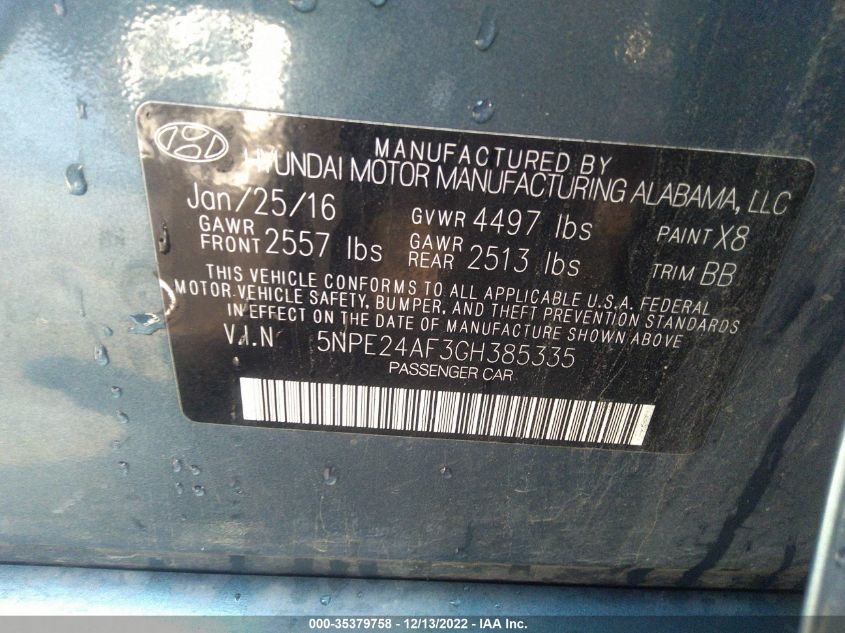 MANUFACTURED BY
HYUNDAI MOTOR MANUFACTURING ALABAMA, LLC
Jan/25/16 GVWR 4497 lbs PAINT X8
GAWR FRONT 2557 lbs GAWR REAR 2513 lbs TRIM BB
THIS VEHICLE CONFORMS TO ALL APPLICABLE U.S.A. FEDERAL
MOTOR-VEHICLE SAFETY, BUMPER, AND THEFT PREVENTION STANDARDS
IN EFFECT ON THE DATE OF MANUFACTURE SHOWN ABOVE
V.I.N 5NPE24AF3GH385335
PASSENGER CAR
000-35379758 - 12/13/2022 - IAA Inc.